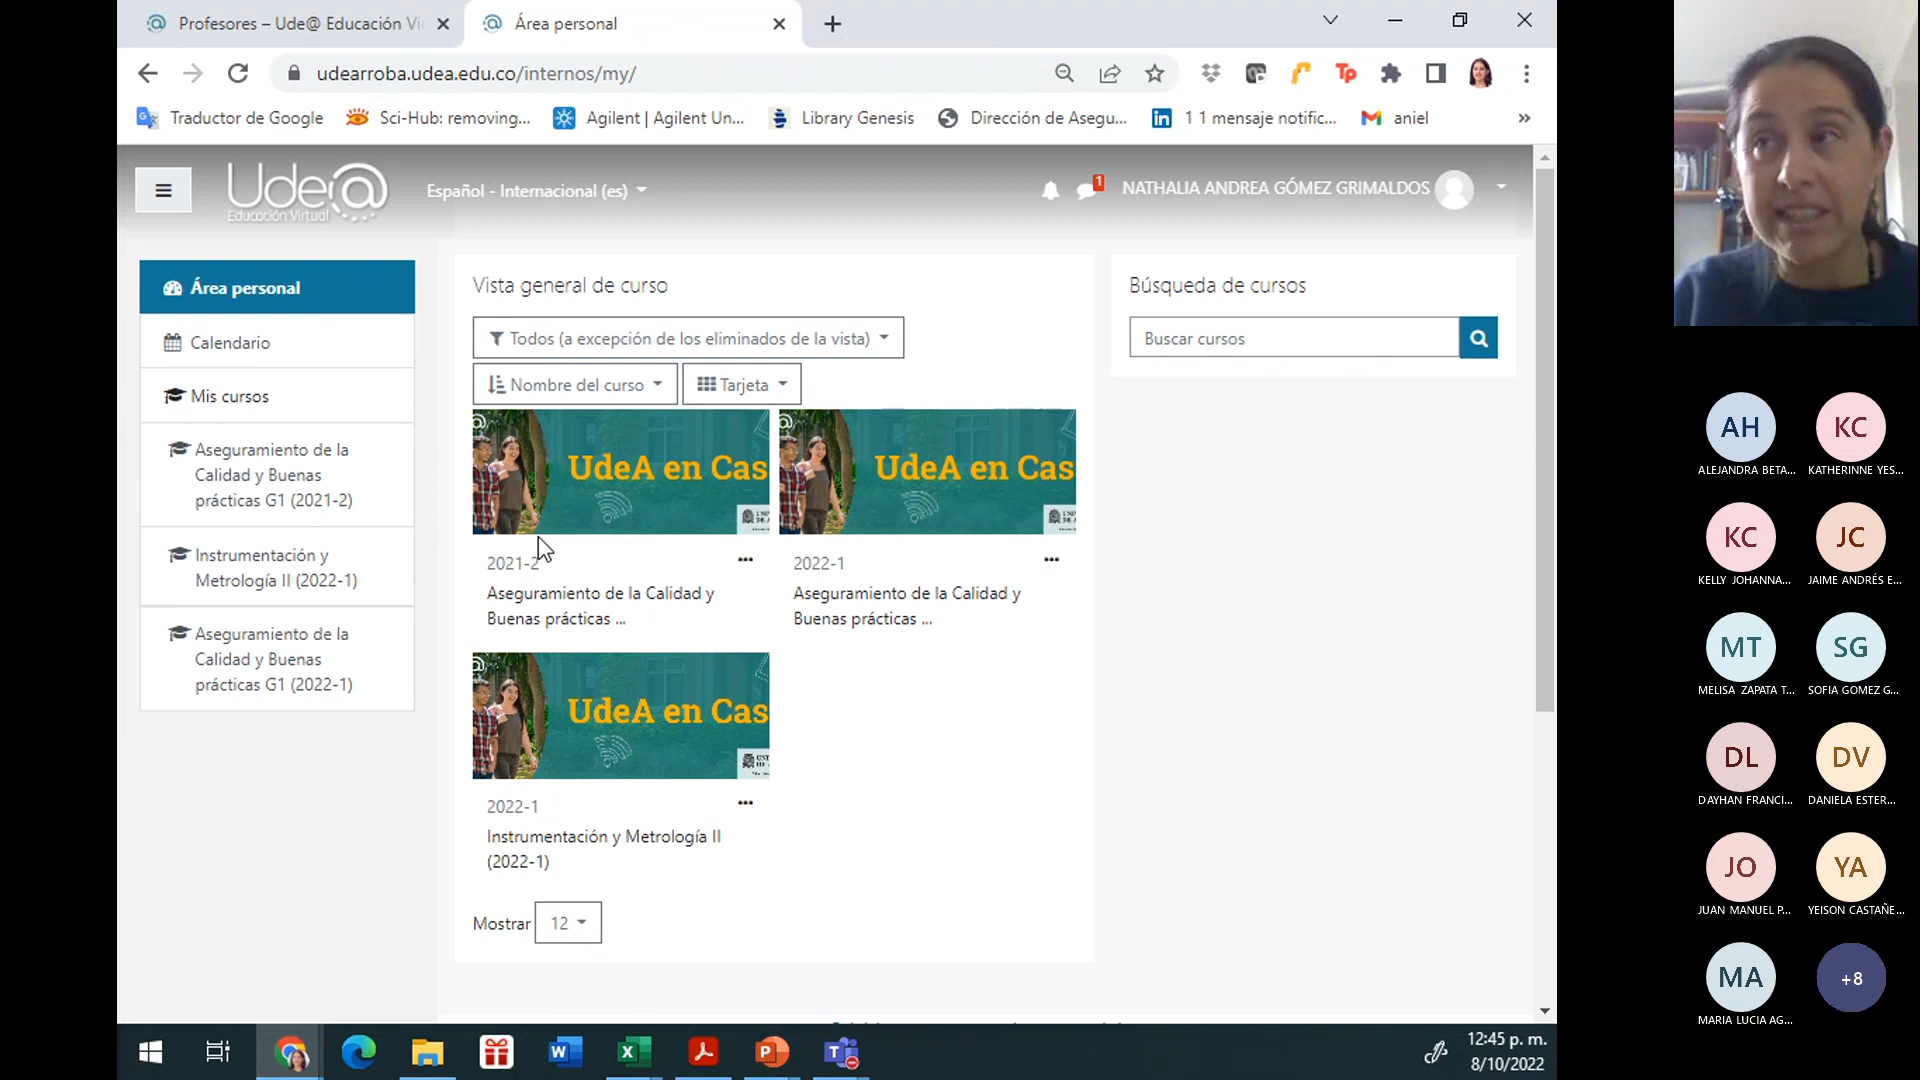 Profesores – Ude@ Educación Vi
Área personal
udearroba.udea.edu.co/internos/my/
Traductor de Google
Sci-Hub: removing...
Agilent | Agilent Un...
Library Genesis
Dirección de Asegu...
1 1 mensaje notific...
aniel
Ude@
Educación Virtual
Español - Internacional (es)
1
NATHALIA ANDREA GÓMEZ GRIMALDOS
Área personal
Calendario
Mis cursos
Aseguramiento de la
Calidad y Buenas
prácticas G1 (2021-2)
Instrumentación y
Metrología II (2022-1)
Aseguramiento de la
Calidad y Buenas
prácticas G1 (2022-1)
Vista general de curso
Todos (a excepción de los eliminados de la vista)
Nombre del curso
Tarjeta
UdeA en Cas
2021-2
Aseguramiento de la Calidad y
Buenas prácticas ...
UdeA en Cas
2022-1
Aseguramiento de la Calidad y
Buenas prácticas ...
UdeA en Cas
2022-1
Instrumentación y Metrología II
(2022-1)
Mostrar 12
Búsqueda de cursos
Buscar cursos
12:45 p. m.
8/10/2022
AH
ALEJANDRA BETA...
KC
KATHERINNE YES...
KC
KELLY JOHANNA...
JC
JAIME ANDRÉS E...
MT
MELISA ZAPATA T...
SG
SOFIA GOMEZ G...
DL
DAYHAN FRANCI...
DV
DANIELA ESTER...
JO
JUAN MANUEL P...
YA
YEISON CASTAÑE...
MA
MARIA LUCIA AG...
+8